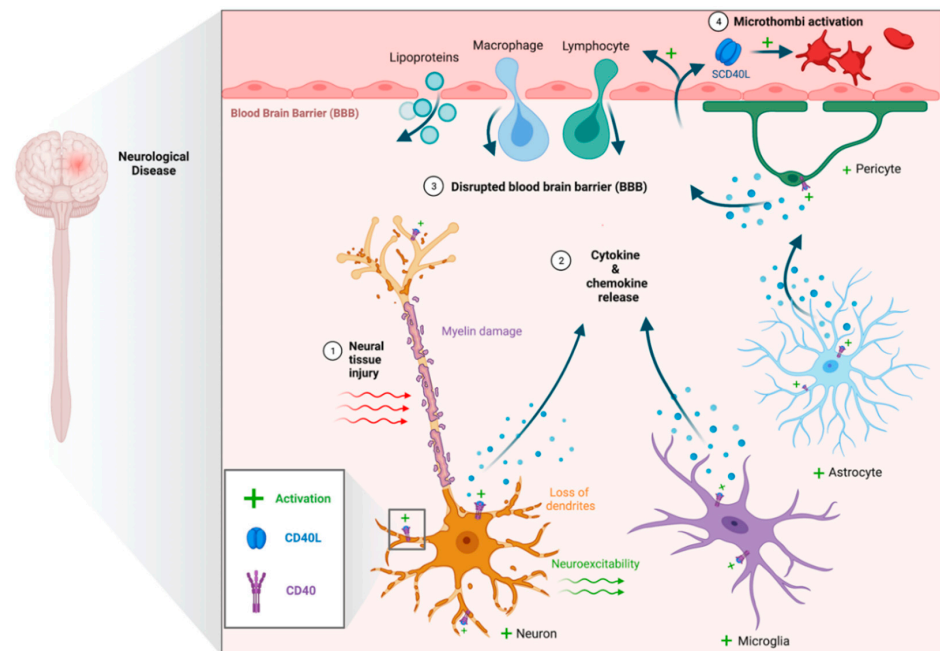 4 Microthombi activation
Macrophage
Lymphocyte
+
+
Lipoproteins
SCD40L
Blood Brain Barrier (BBB)
Neurological
Disease
+ Pericyte
+
3 Disrupted blood brain barrier (BBB)
+
2 Cytokine
&
chemokine
release
Myelin damage
1 Neural
tissue
injury
+
+
+ Astrocyte
+ Activation
CD40L
CD40
+
+
Loss of
dendrites
Neuroexcitability
+
+
+
+ Neuron
+ Microglia